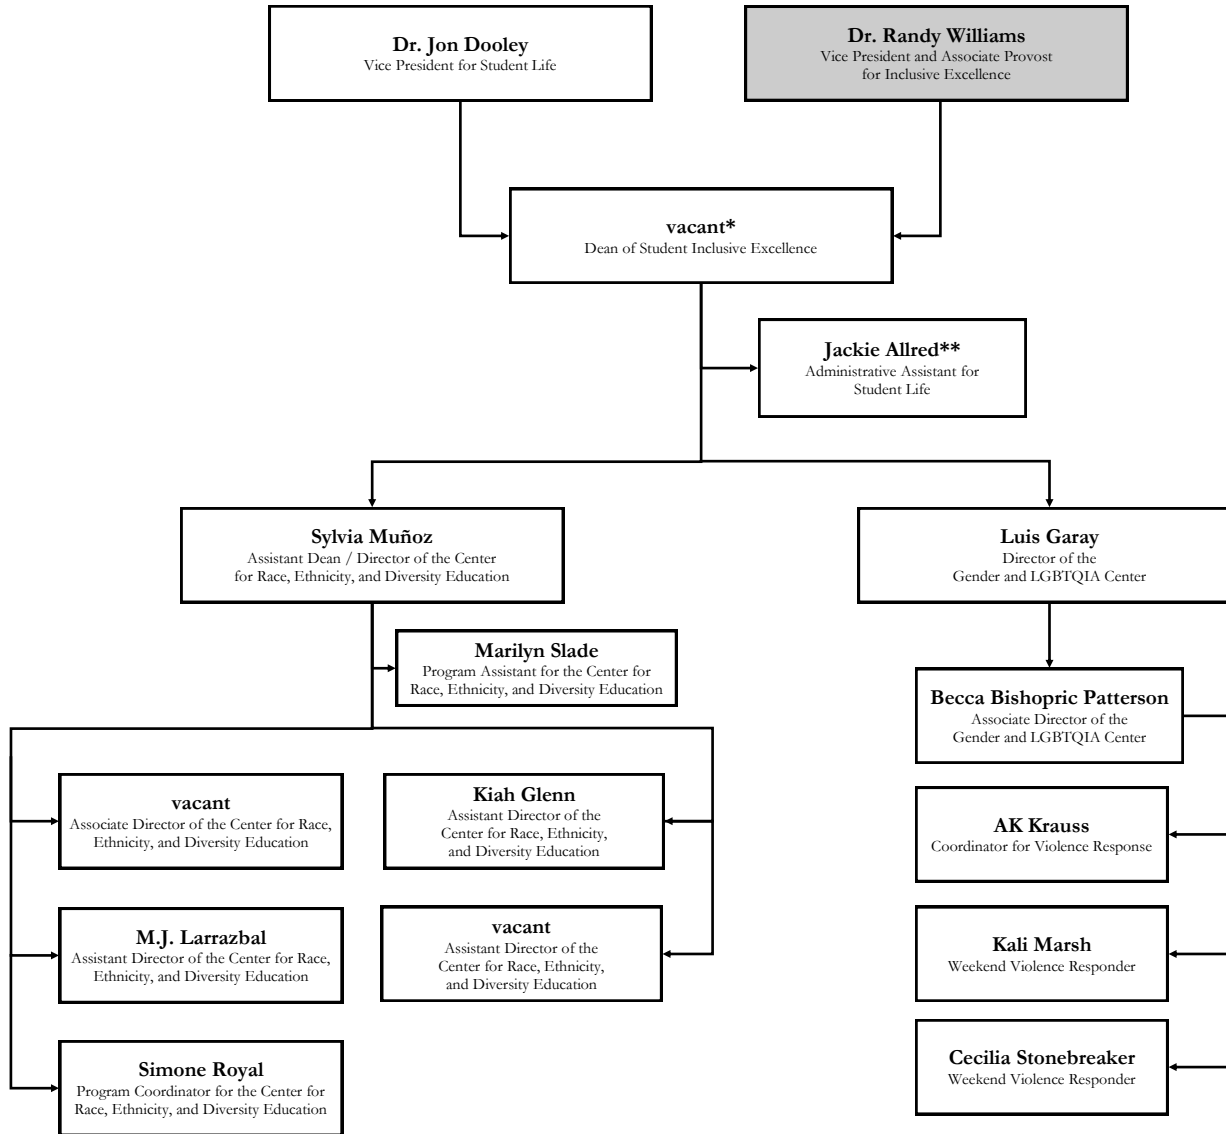 Dr. Jon Dooley
Vice President for Student Life
Dr. Randy Williams
Vice President and Associate Provost
for Inclusive Excellence
vacant*
Dean of Student Inclusive Excellence
Jackie Allred**
Administrative Assistant for
Student Life
Sylvia Muñoz
Assistant Dean / Director of the Center
for Race, Ethnicity, and Diversity Education
Luis Garay
Director of the
Gender and LGBTQIA Center
Marilyn Slade
Program Assistant for the Center for
Race, Ethnicity, and Diversity Education
Becca Bishopric Patterson
Associate Director of the
Gender and LGBTQIA Center
vacant
Associate Director of the Center for Race,
Ethnicity, and Diversity Education
Kiah Glenn
Assistant Director of the
Center for Race, Ethnicity,
and Diversity Education
AK Krauss
Coordinator for Violence Response
M.J. Larrazbal
Assistant Director of the Center for Race,
Ethnicity, and Diversity Education
vacant
Assistant Director of the
Center for Race, Ethnicity,
and Diversity Education
Kali Marsh
Weekend Violence Responder
Simone Royal
Program Coordinator for the Center for
Race, Ethnicity, and Diversity Education
Cecilia Stonebreaker
Weekend Violence Responder